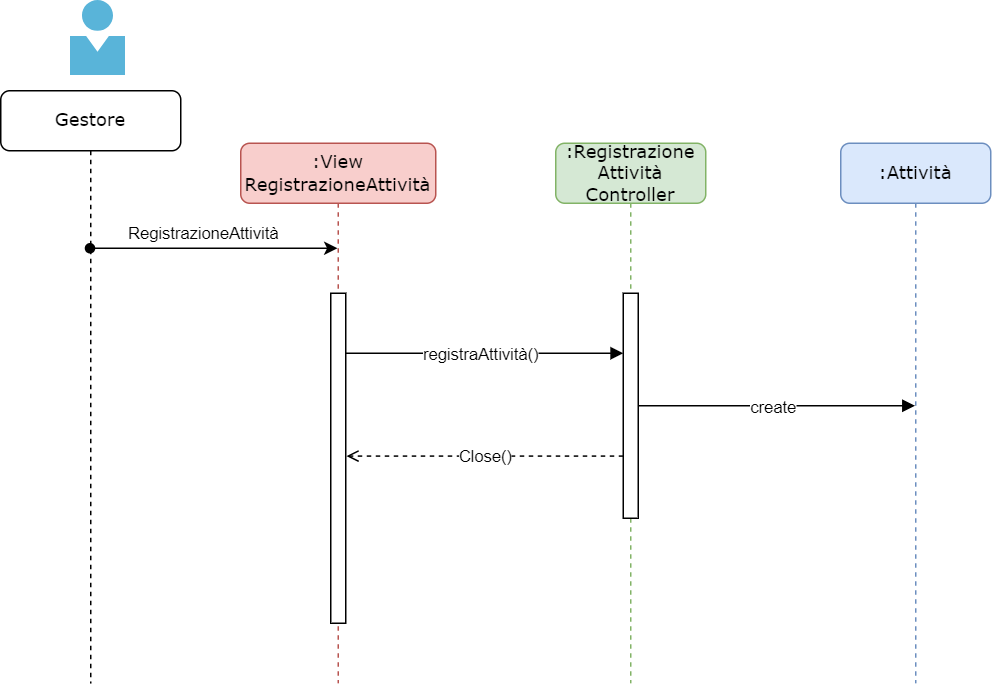 Gestore
:View
RegistrazioneAttività
:Registrazione
Attività
Controller
:Attività
RegistrazioneAttività
registraAttività()
create
Close()